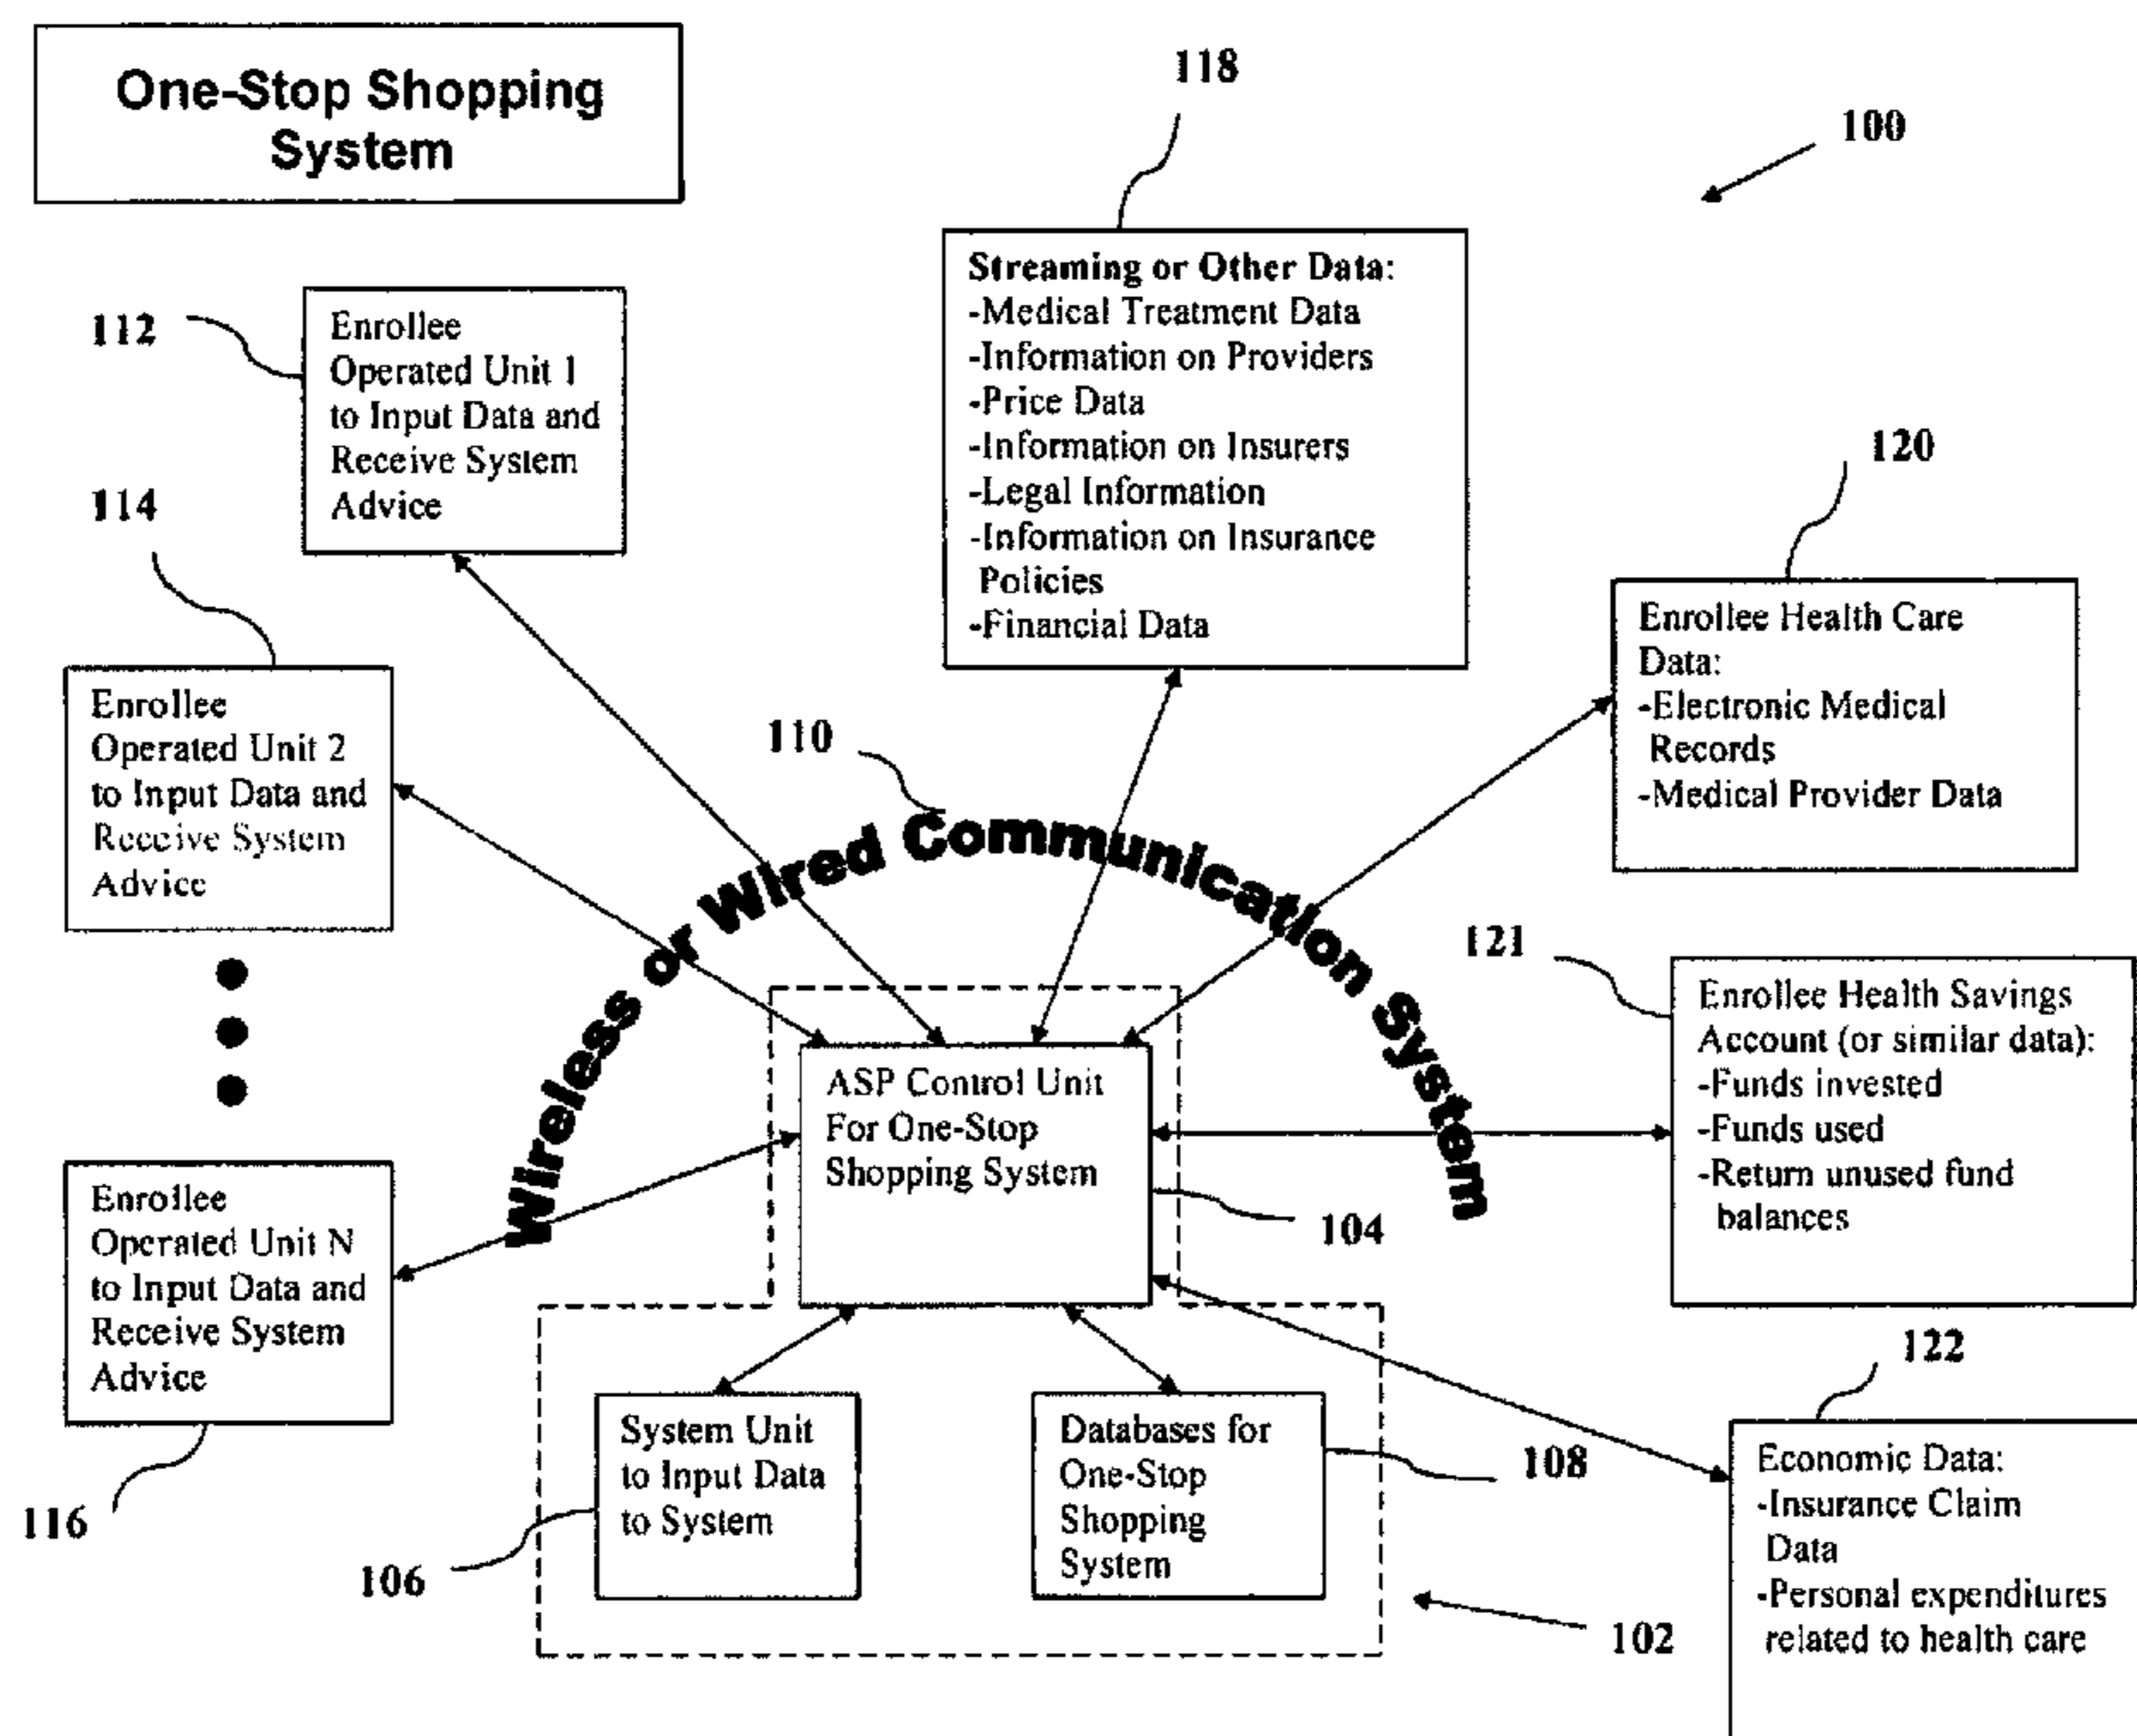 One-Stop Shopping
System
118
100
112
Enrollee
Operated Unit 1
to Input Data and
Receive System
Advice
Streaming or Other Data:
-Medical Treatment Data
-Information on Providers
-Price Data
-Information on Insurers
-Legal Information
-Information on Insurance
Policies
-Financial Data
120
Enrollee Health Care
Data:
-Electronic Medical
Records
-Medical Provider Data
114
Enrollee
Operated Unit 2
to Input Data and
Receive System
Advice
110
Wireless or Wired Communication System
121
Enrollee Health Savings
Account (or similar data):
-Funds invested
-Funds used
-Return unused fund
balances
ASP Control Unit
For One-Stop
Shopping System
104
Enrollee
Operated Unit N
to Input Data and
Receive System
Advice
116
System Unit
to Input Data
to System
106
Databases for
One-Stop
Shopping
System
108
102
122
Economic Data:
-Insurance Claim
Data
-Personal expenditures
related to health care